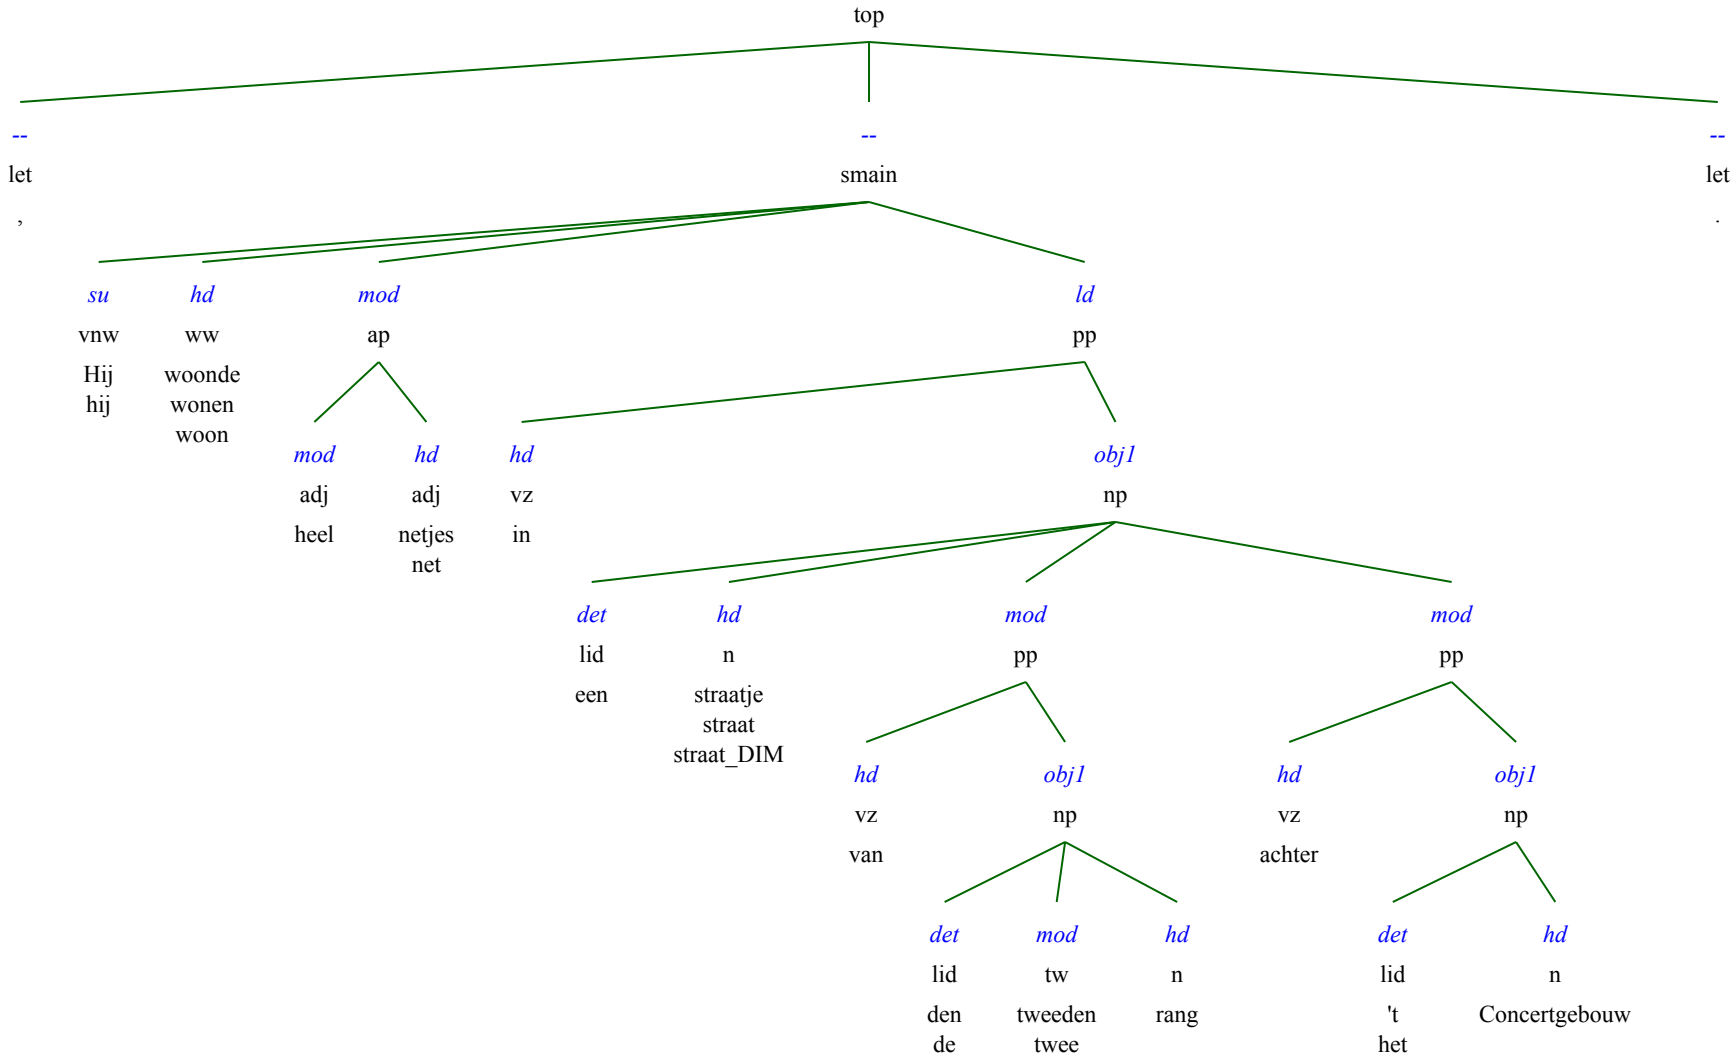 top
-- -- --
let smain let
, .
su hd mod ld
vnw ww ap pp
Hij woonde
hij wonen
woon
mod hd hd obj1
adj adj vz np
heel netjes in
net
det hd mod mod
lid n pp pp
een straatje
straat
straat_DIM
hd obj1 hd obj1
vz np vz np
van achter
det mod hd det hd
lid tw n lid n
den tweeden rang 't Concertgebouw
de twee het